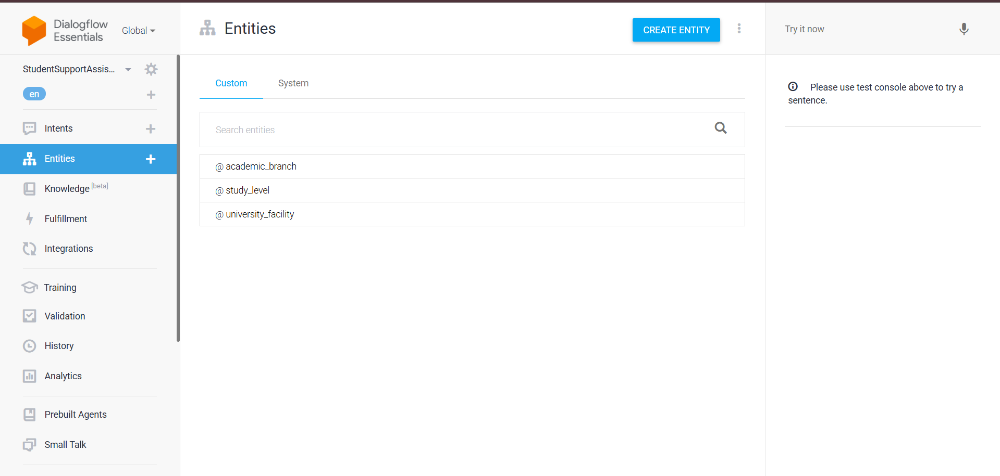 Dialogflow
Essentials
Global
StudentSupportAssis...
en
Intents
Entities
Knowledge [beta]
Fulfillment
Integrations
Training
Validation
History
Analytics
Prebuilt Agents
Small Talk
Entities
CREATE ENTITY
Custom
System
Search entities
@ academic_branch
@ study_level
@ university_facility
Try it now
Please use test console above to try a
sentence.